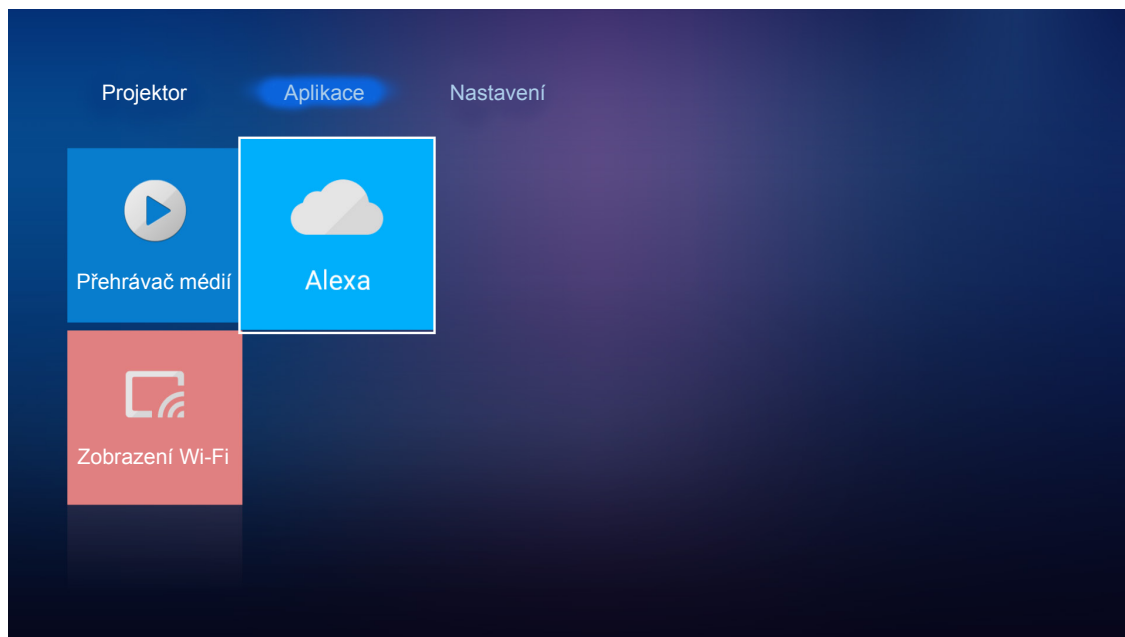 Projektor
Aplikace
Nastavení
Přehrávač médií
Alexa
Zobrazení Wi-Fi